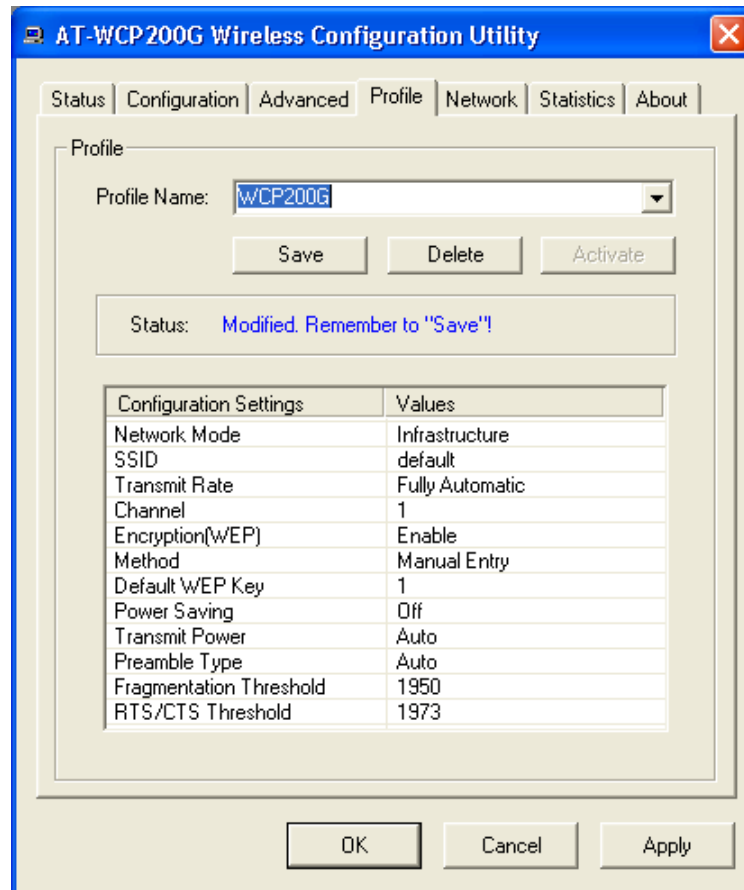 AT-WCP200G Wireless Configuration Utility
Status Configuration Advanced Profile Network Statistics About
Profile
Profile Name: WCP200G
Save Delete Activate
Status: Modified. Remember to "Save"!
Configuration Settings Values
Network Mode Infrastructure
SSID default
Transmit Rate Fully Automatic
Channel 1
Encryption(WEP) Enable
Method Manual Entry
Default WEP Key 1
Power Saving Off
Transmit Power Auto
Preamble Type Auto
Fragmentation Threshold 1950
RTS/CTS Threshold 1973
OK Cancel Apply